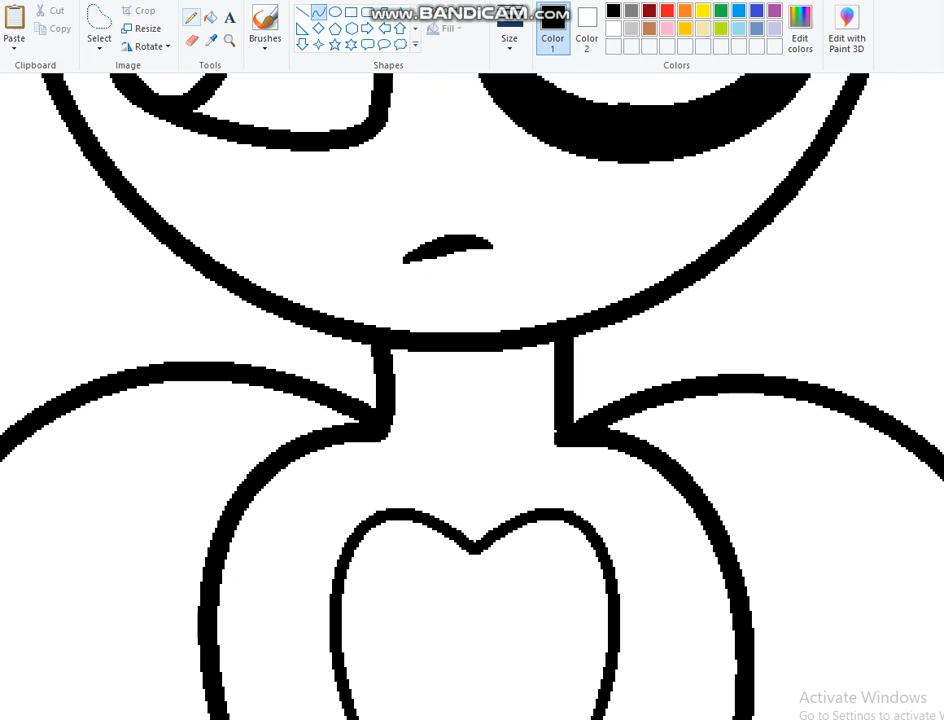 www.BANDICAM.com
Paste
Cut
Copy
Clipboard
Select
Crop
Resize
Rotate
Image
A
Tools
Brushes
Fill
Shapes
Size
Color
1
Color
2
Edit
colors
Colors
Edit with
Paint 3D
Activate Windows
Go to Settings to activate W